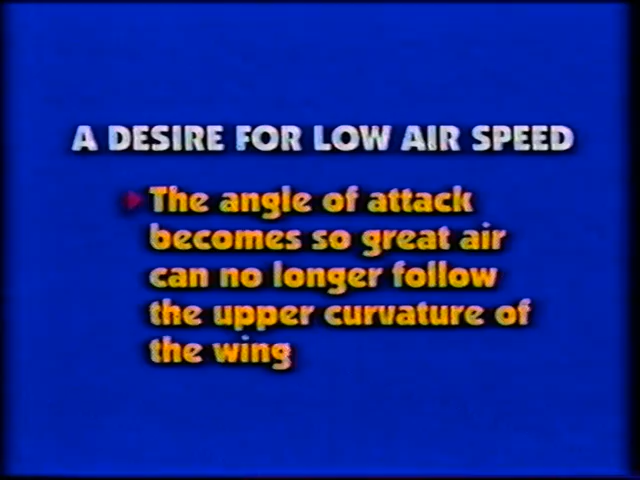 A DESIRE FOR LOW AIR SPEED
The angle of attack
becomes so great air
can no longer follow
the upper curvature of
the wing